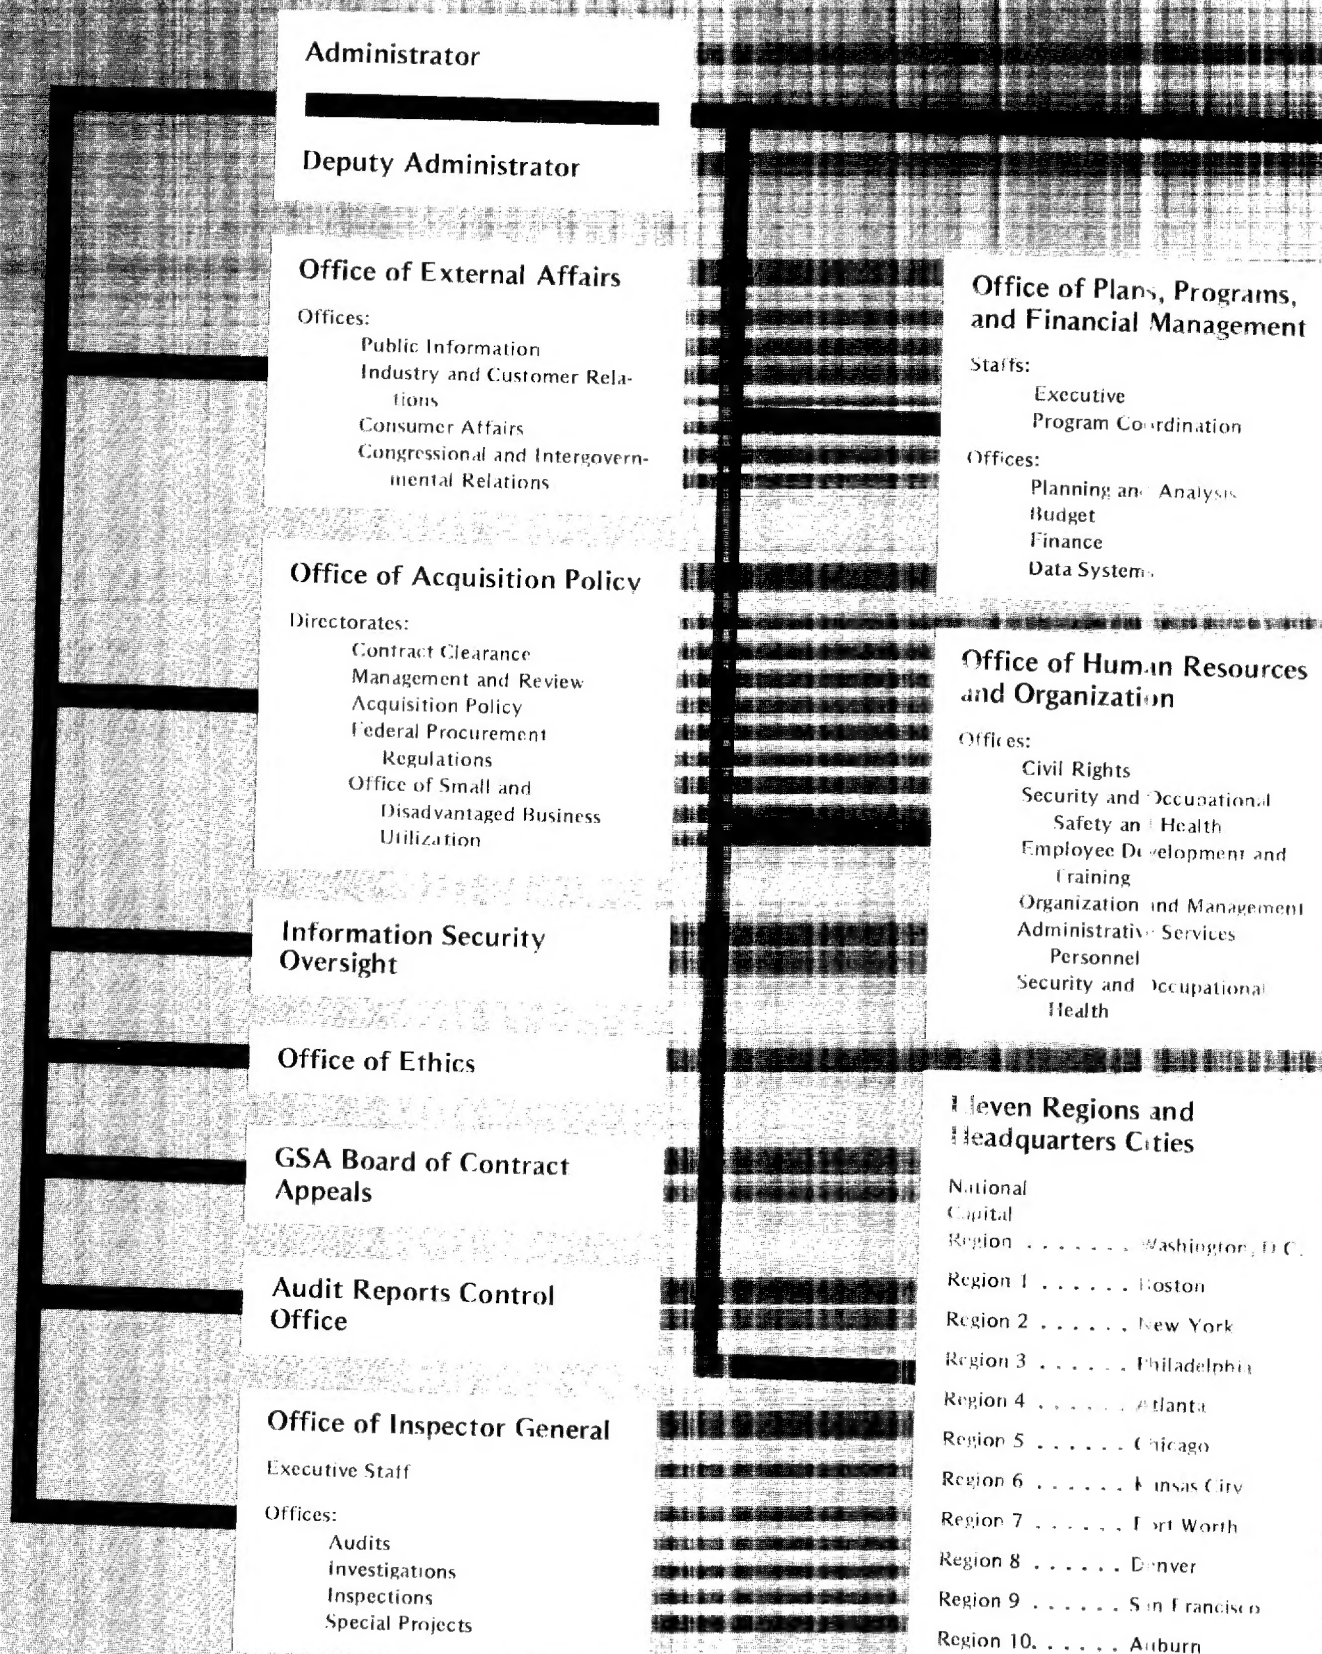 Administrator
Deputy Administrator
Office of External Affairs
Offices:
Public Information
Industry and Customer Rela-
tions
Consumer Affairs
Congressional and Intergovern-
mental Relations
Office of Acquisition Policy
Directorates:
Contract Clearance
Management and Review
Acquisition Policy
Federal Procurement
Regulations
Office of Small and
Disadvantaged Business
Utilization
Information Security
Oversight
Office of Ethics
GSA Board of Contract
Appeals
Audit Reports Control
Office
Office of Inspector General
Executive Staff
Offices:
Audits
Investigations
Inspections
Special Projects
Office of Plans, Programs,
and Financial Management
Staffs:
Executive
Program Coordination
Offices:
Planning and Analysis
Budget
Finance
Data Systems
Office of Human Resources
and Organization
Offices:
Civil Rights
Security and Occupational
Safety and Health
Employee Development and
Training
Organization and Management
Administrative Services
Personnel
Security and Occupational
Health
Eleven Regions and
Headquarters Cities
National
Capital
Region . . . . . . . Washington, D.C.
Region 1 . . . . . . Boston
Region 2 . . . . . . New York
Region 3 . . . . . . Philadelphia
Region 4 . . . . . . Atlanta
Region 5 . . . . . . Chicago
Region 6 . . . . . . Kansas City
Region 7 . . . . . . Fort Worth
Region 8 . . . . . . Denver
Region 9 . . . . . . San Francisco
Region 10. . . . . . Auburn